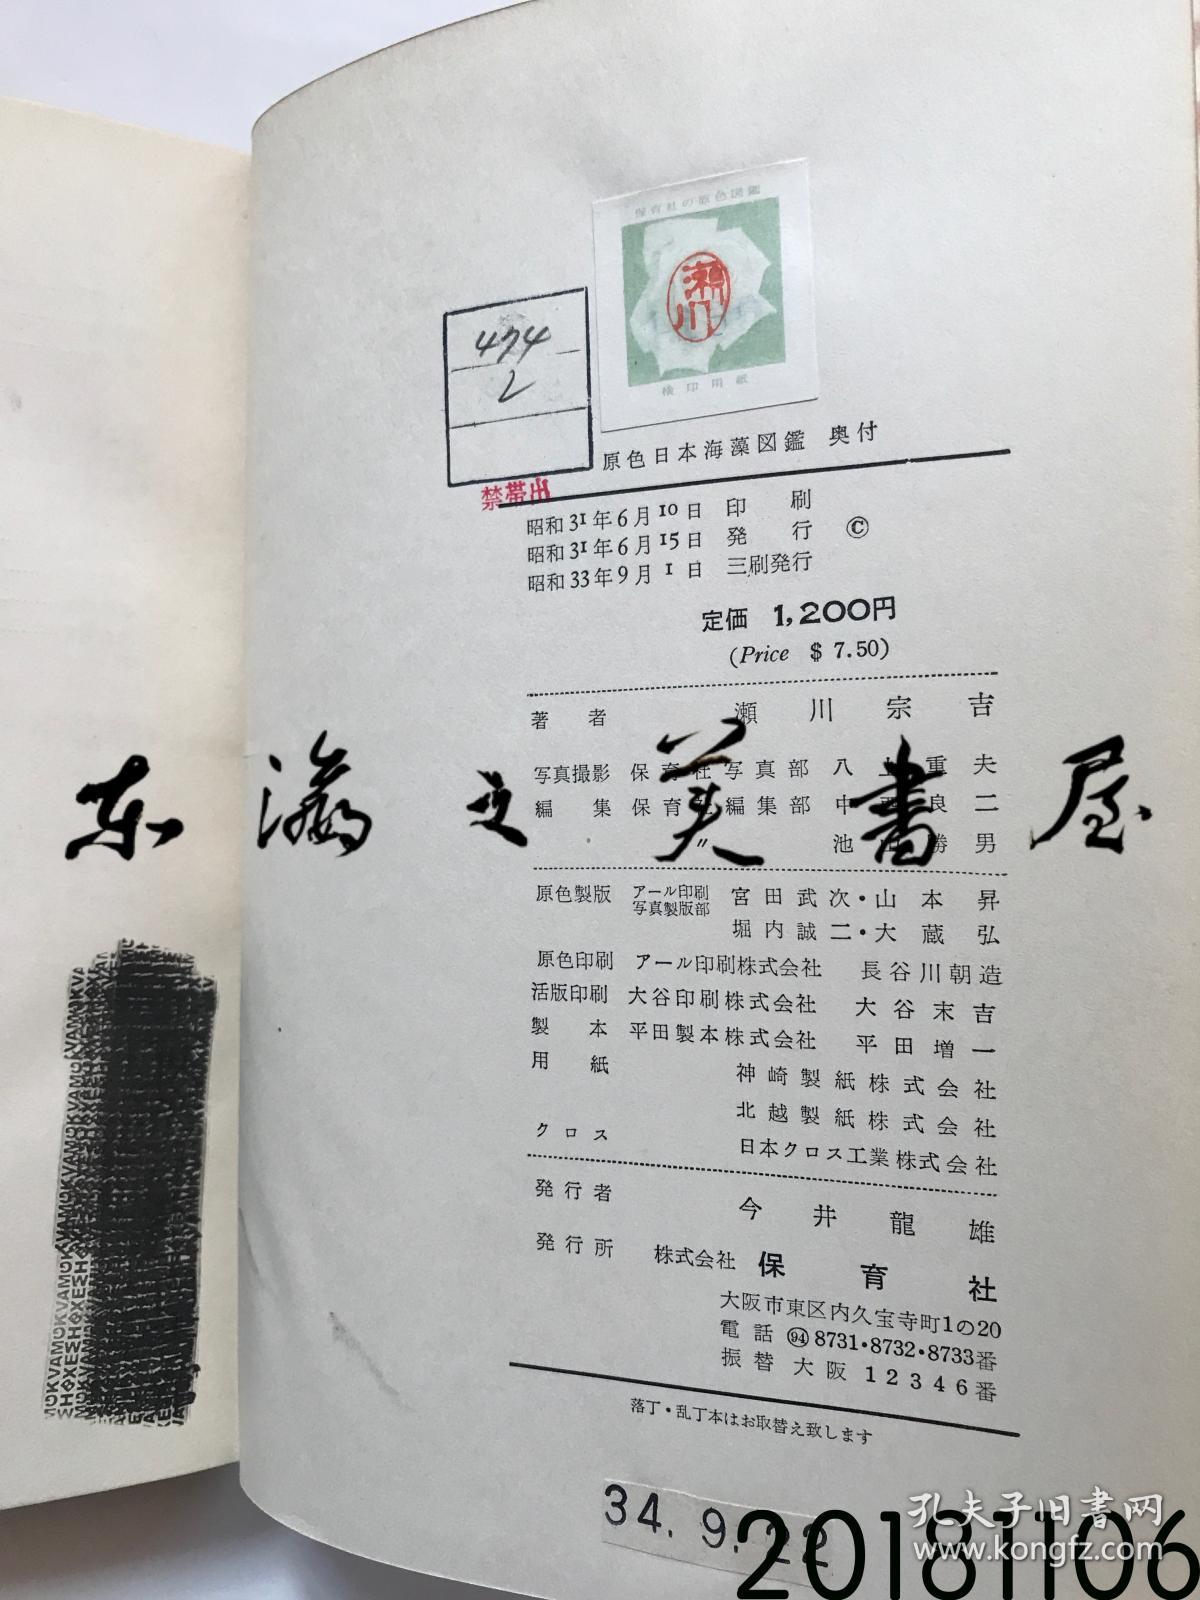 保育社の原色図鑑
瀬川
検印用紙
474
2
禁帯出
原色日本海藻図鑑 奥付
昭和31年6月10日 印刷
昭和31年6月15日 発行 ©
昭和33年9月1日 三刷発行
定価 1,200円
(Price $ 7.50)
著者 瀬川宗吉
写真撮影 保育社写真部 八上重夫
編集 保育社編集部 中西良二
〃 池山勝男
东瀛之美書屋
原色製版 アール印刷写真製版部 宮田武次・山本昇
堀内誠二・大蔵弘
原色印刷 アール印刷株式会社 長谷川朝造
活版印刷 大谷印刷株式会社 大谷末吉
製本 平田製本株式会社 平田増一
用紙 神崎製紙株式会社
北越製紙株式会社
クロス 日本クロス工業株式会社
発行者 今井龍雄
発行所 株式会社 保育社
大阪市東区内久宝寺町1の20
電話 ㉔8731・8732・8733番
振替 大阪 12346番
落丁・乱丁本はお取替え致します
34.9.22
孔夫子旧書网
www.kongfz.com
20181106